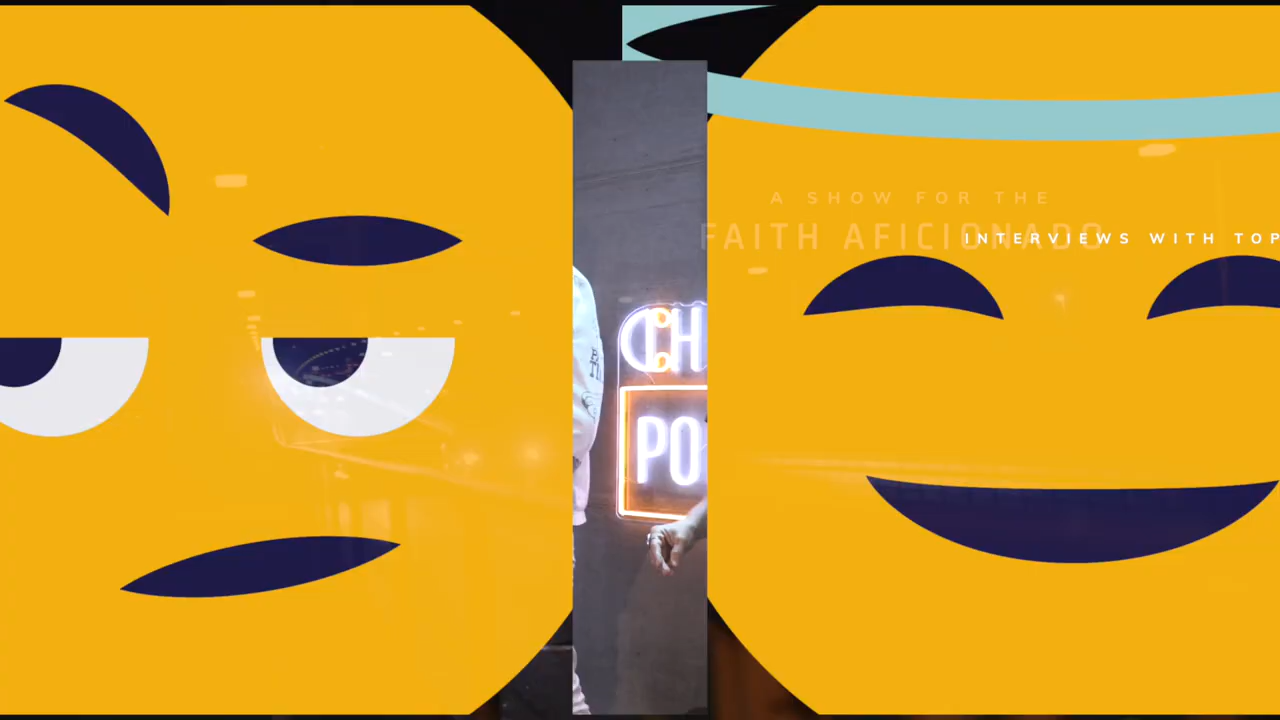 A SHOW FOR THE
FAITH AFICIONADO
INTERVIEWS WITH TOP
CH
PO